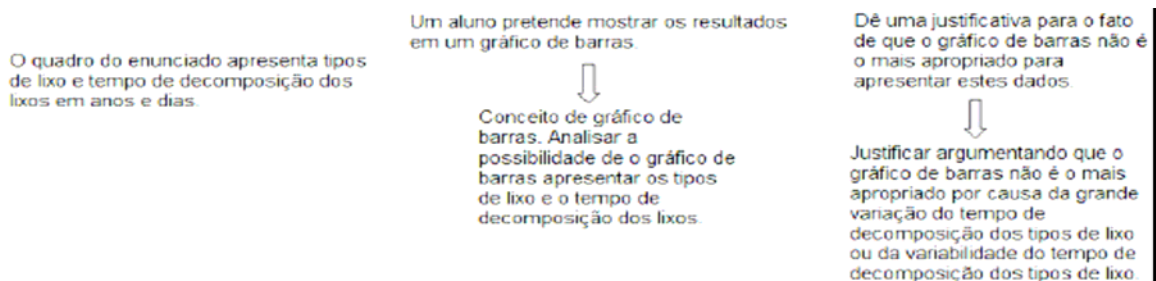 O quadro do enunciado apresenta tipos
de lixo e tempo de decomposição dos
lixos em anos e dias.
Um aluno pretende mostrar os resultados
em um gráfico de barras.
Conceito de gráfico de
barras. Analisar a
possibilidade de o gráfico de
barras apresentar os tipos
de lixo e o tempo de
decomposição dos lixos.
Dê uma justificativa para o fato
de que o gráfico de barras não é
o mais apropriado para
apresentar estes dados.
Justificar argumentando que o
gráfico de barras não é o mais
apropriado por causa da grande
variação do tempo de
decomposição dos tipos de lixo
ou da variabilidade do tempo de
decomposição dos tipos de lixo.